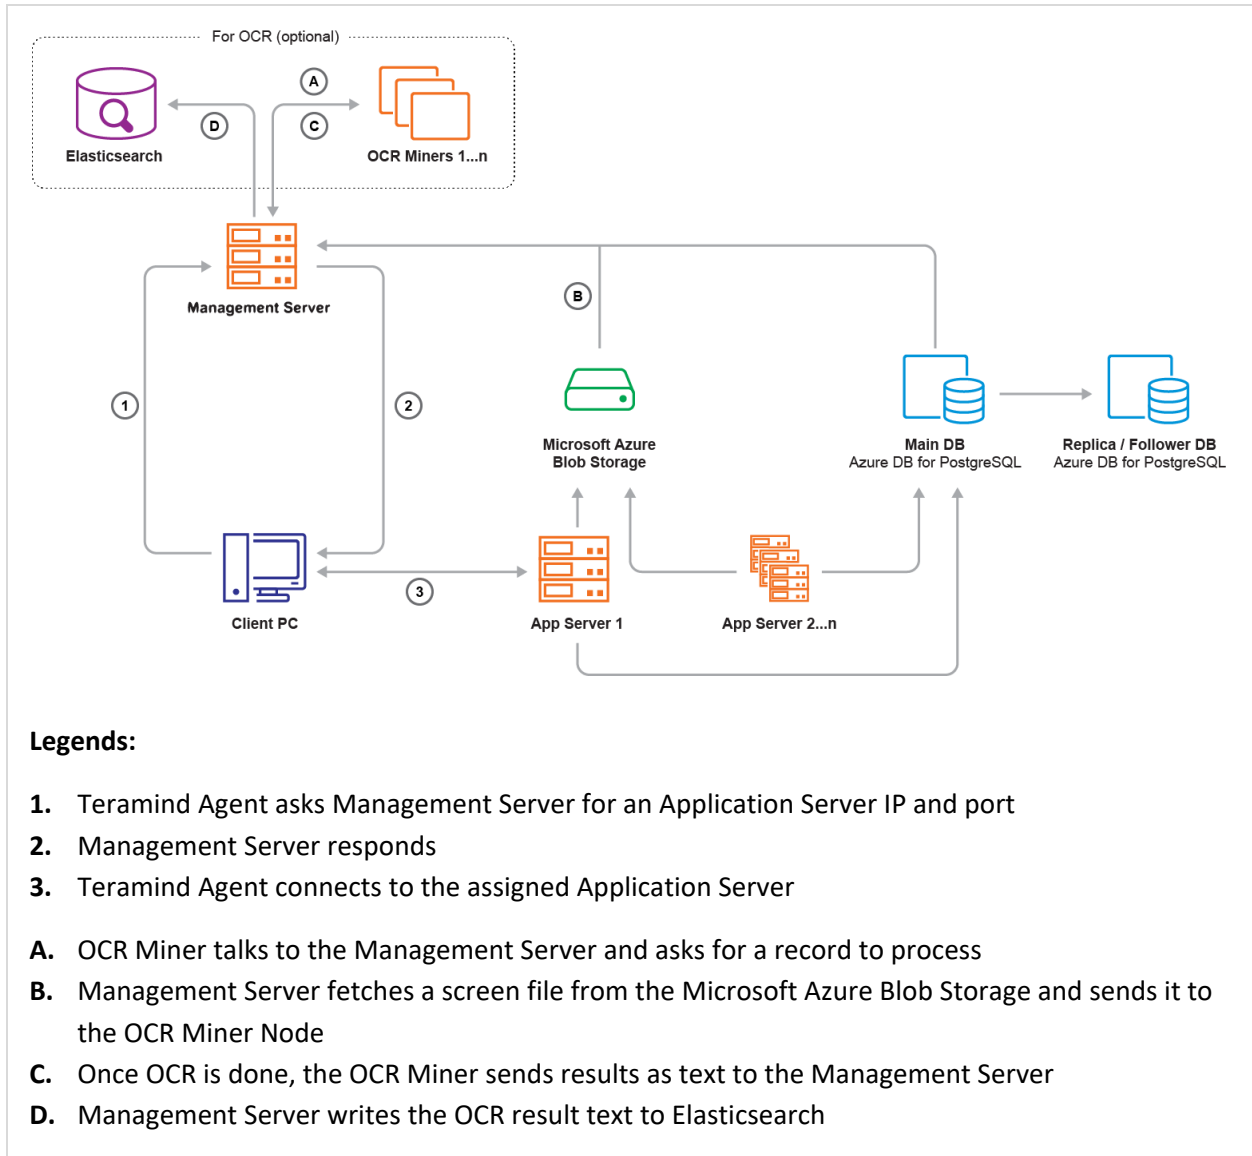 For OCR (optional)
A
D
C
Elasticsearch
OCR Miners 1...n
Management Server
B
1
2
Microsoft Azure
Blob Storage
Main DB
Azure DB for PostgreSQL
Replica / Follower DB
Azure DB for PostgreSQL
3
Client PC
App Server 1
App Server 2...n
Legends:
1. Teramind Agent asks Management Server for an Application Server IP and port
2. Management Server responds
3. Teramind Agent connects to the assigned Application Server
A. OCR Miner talks to the Management Server and asks for a record to process
B. Management Server fetches a screen file from the Microsoft Azure Blob Storage and sends it to
the OCR Miner Node
C. Once OCR is done, the OCR Miner sends results as text to the Management Server
D. Management Server writes the OCR result text to Elasticsearch